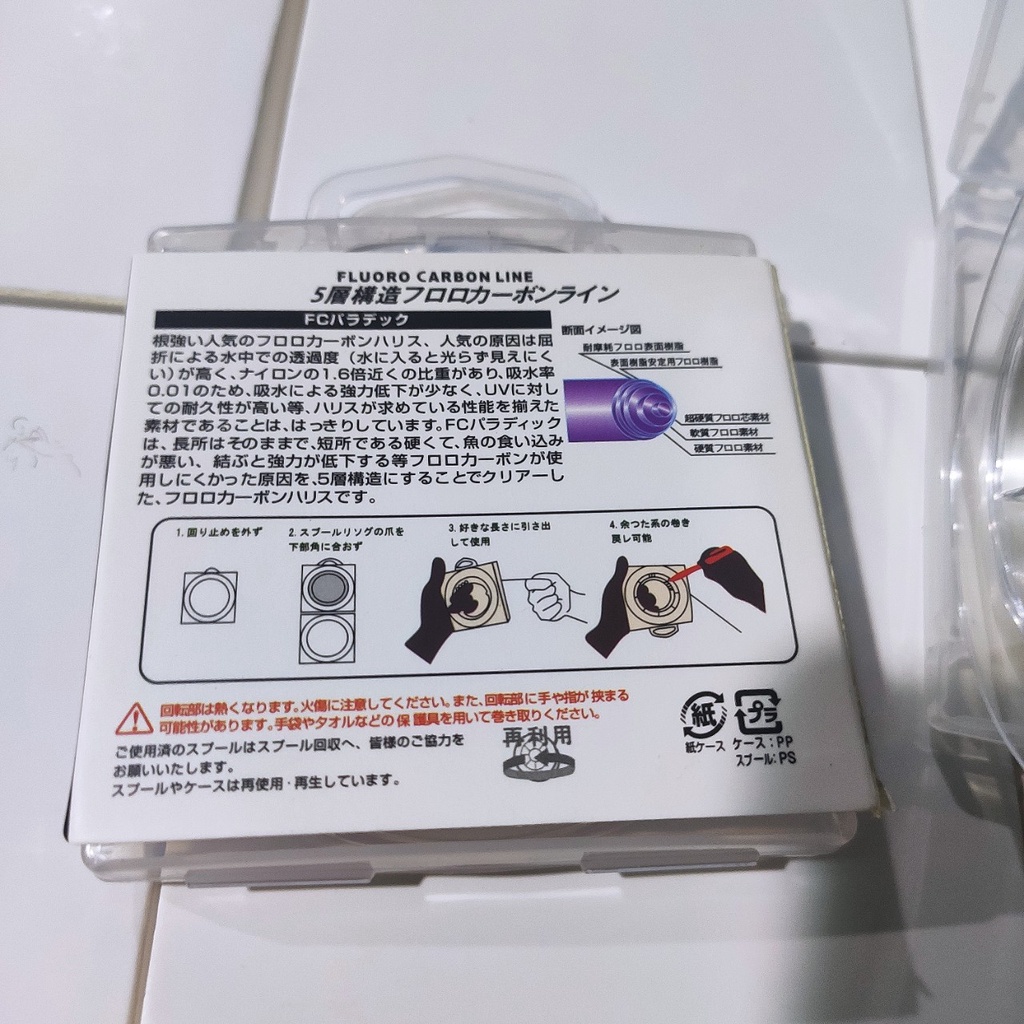 FLUORO CARBON LINE
5層構造フロロカーボンライン
FCパラデック
根強い人気のフロロカーボンハリス、人気の原因は屈
折による水中での透過度（水に入ると光らず見えにく
い）が高く、ナイロンの1.6倍近くの比重があり、吸水率
0.01のため、吸水による強力低下が少なく、UVに対し
ての耐久性が高い等、ハリスが求めている性能を揃えた
素材であることは、はっきりしています。FCパラディック
は、長所はそのままで、短所である硬くて、魚の食い込み
が悪い、結ぶと強力が低下する等フロロカーボンが使
用しにくかった原因を、5層構造にすることでクリアーし
た、フロロカーボンハリスです。
断面イメージ図
耐摩耗フロロ表面樹脂
表面樹脂安定用フロロ樹脂
超硬質フロロ芯素材
軟質フロロ素材
硬質フロロ素材
1. 回り止めを外ず
2. スプールリソグの爪を
下部角に合おず
3. 好きな長さに引き出
して使用
4. 余つた系の巻き
戻レ可能
回転部は熱くなります。火傷に注意してください。また、回転部に手や指が挟まる
可能性があります。手袋やタオルなどの保護具を用いて巻き取りください。
ご使用済のスプールはスプール回収へ、皆様のご協力を
お願いいたします。
スプールやケースは再使用・再生しています。
再利用
紙
紙ケース
プラ
ケース：PP
スプール：PS